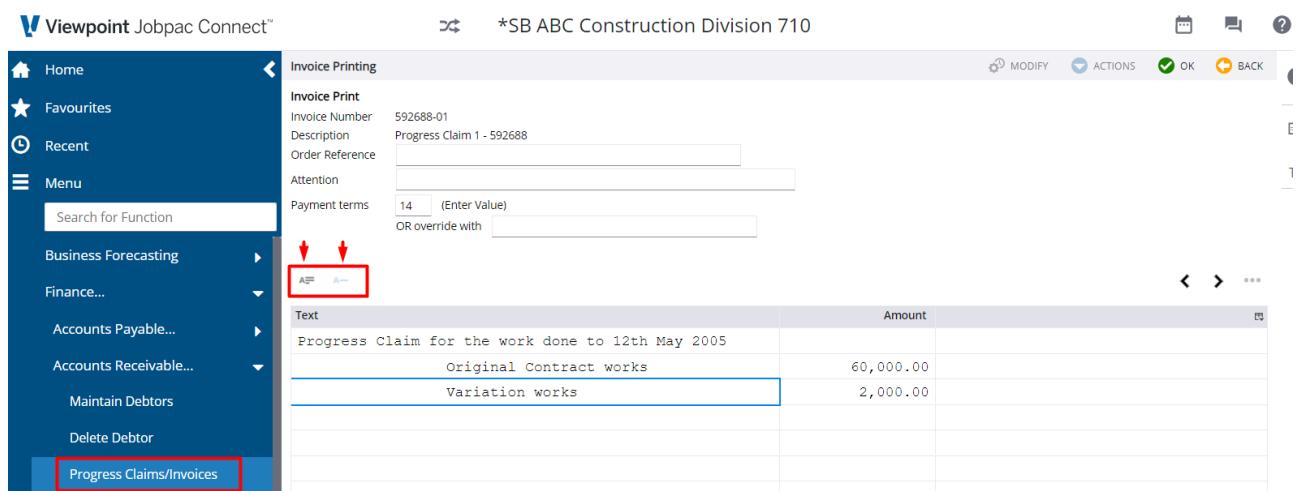 Viewpoint Jobpac Connect™
*SB ABC Construction Division 710
Home
Favourites
Recent
Menu
Search for Function
Business Forecasting
Finance...
Accounts Payable...
Accounts Receivable...
Maintain Debtors
Delete Debtor
Progress Claims/Invoices
Invoice Printing
MODIFY ACTIONS OK BACK
Invoice Print
Invoice Number 592688-01
Description Progress Claim 1 - 592688
Order Reference
Attention
Payment terms 14 (Enter Value)
OR override with
Text Amount
Progress Claim for the work done to 12th May 2005
Original Contract works 60,000.00
Variation works 2,000.00